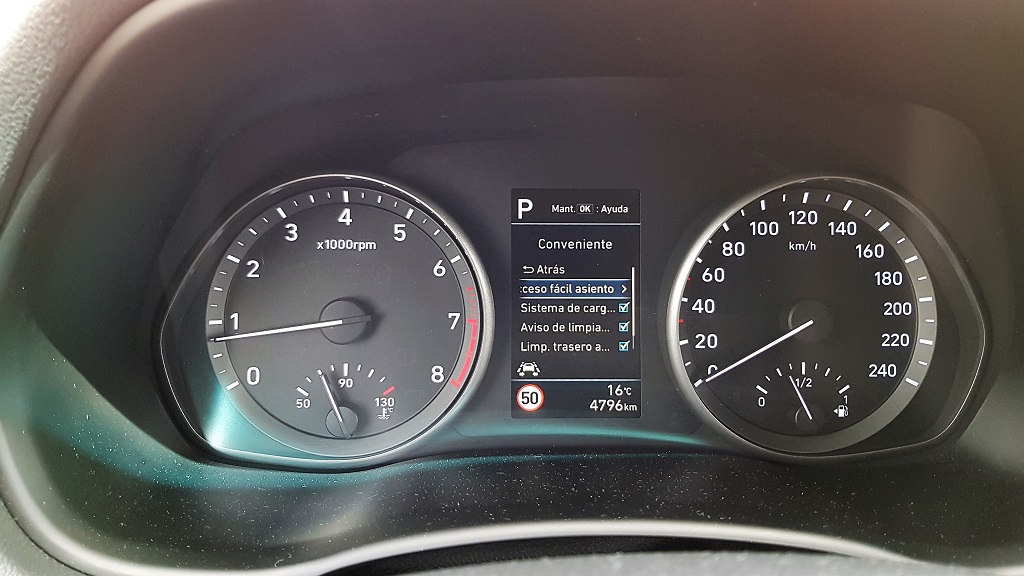 0
1
2
3
4
5
6
7
8
x1000rpm
50
90
130
°C
P Mant. OK : Ayuda
Conveniente
Atrás
ceso fácil asiento
Sistema de carg...
Aviso de limpia...
Limp. trasero a...
50
16°C
4796km
0
20
40
60
80
100
120
140
160
180
200
220
240
km/h
0
1/2
1